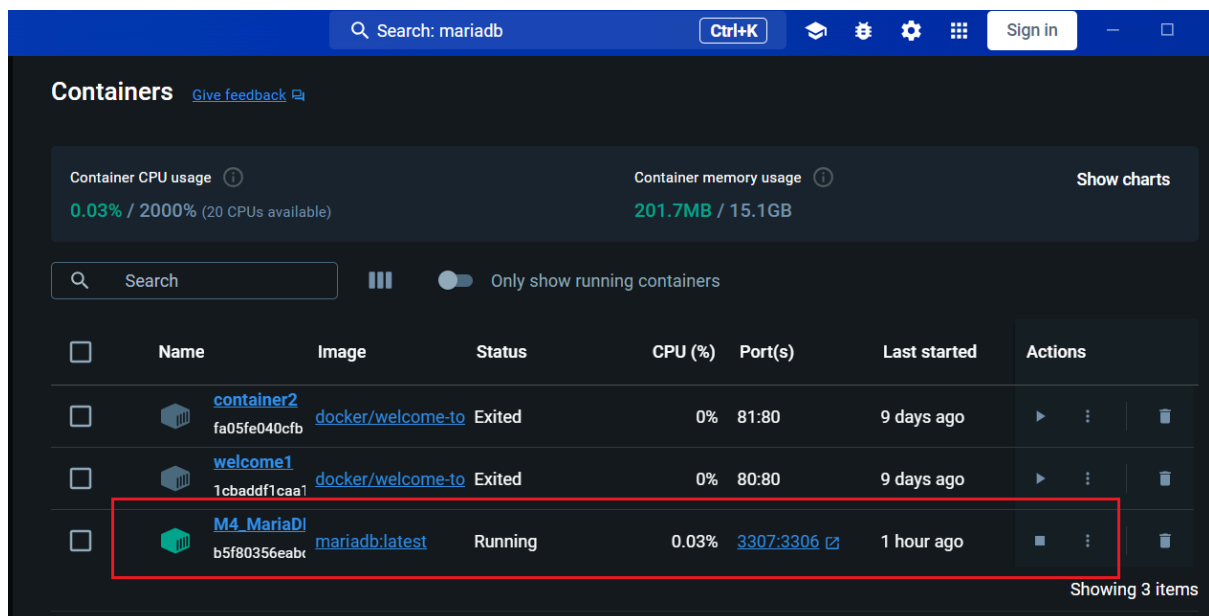 Search: mariadb Ctrl+K Sign in
Containers Give feedback
Container CPU usage Container memory usage Show charts
0.03% / 2000% (20 CPUs available) 201.7MB / 15.1GB
Search Only show running containers
Name Image Status CPU (%) Port(s) Last started Actions
container2
fa05fe040cfb docker/welcome-to Exited 0% 81:80 9 days ago
welcome1
1cbaddf1caa1 docker/welcome-to Exited 0% 80:80 9 days ago
M4_MariaDI
b5f80356eabc mariadb:latest Running 0.03% 3307:3306 1 hour ago
Showing 3 items